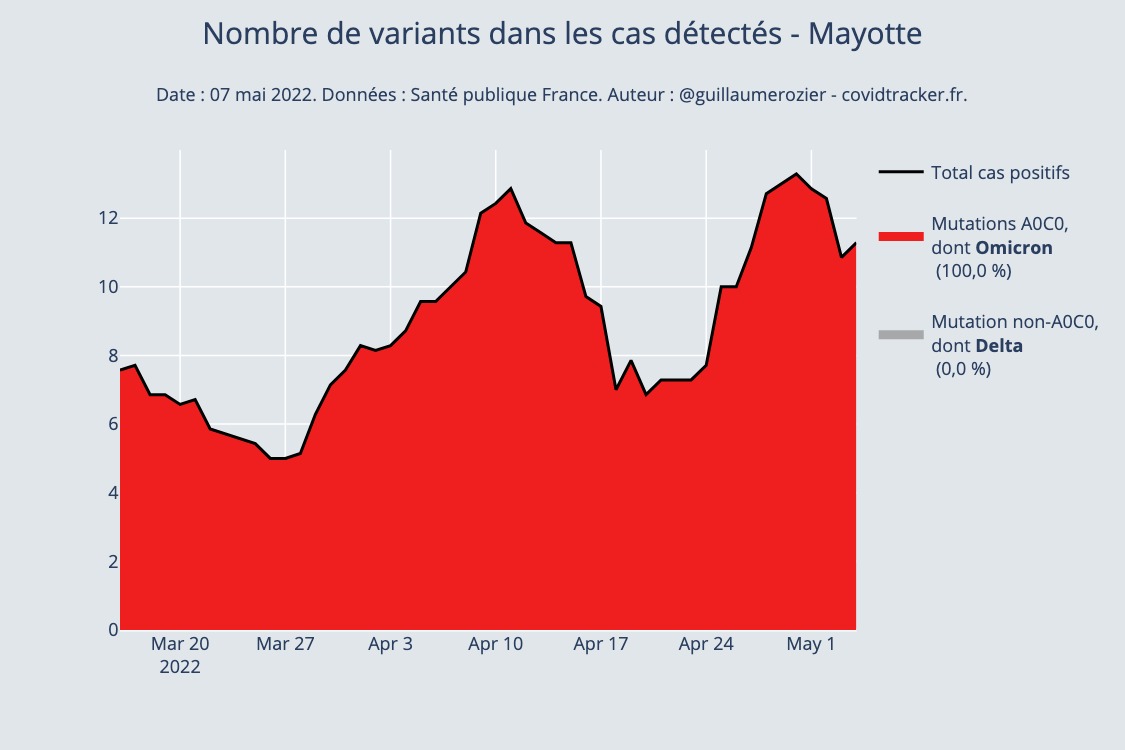 Nombre de variants dans les cas détectés - Mayotte
Date : 07 mai 2022. Données : Santé publique France. Auteur : @guillaumerozier - covidtracker.fr.
Total cas positifs
Mutations A0C0,
dont Omicron
(100,0 %)
Mutation non-A0C0,
dont Delta
(0,0 %)
12
10
8
6
4
2
0
Mar 20 Mar 27 Apr 3 Apr 10 Apr 17 Apr 24 May 1
2022